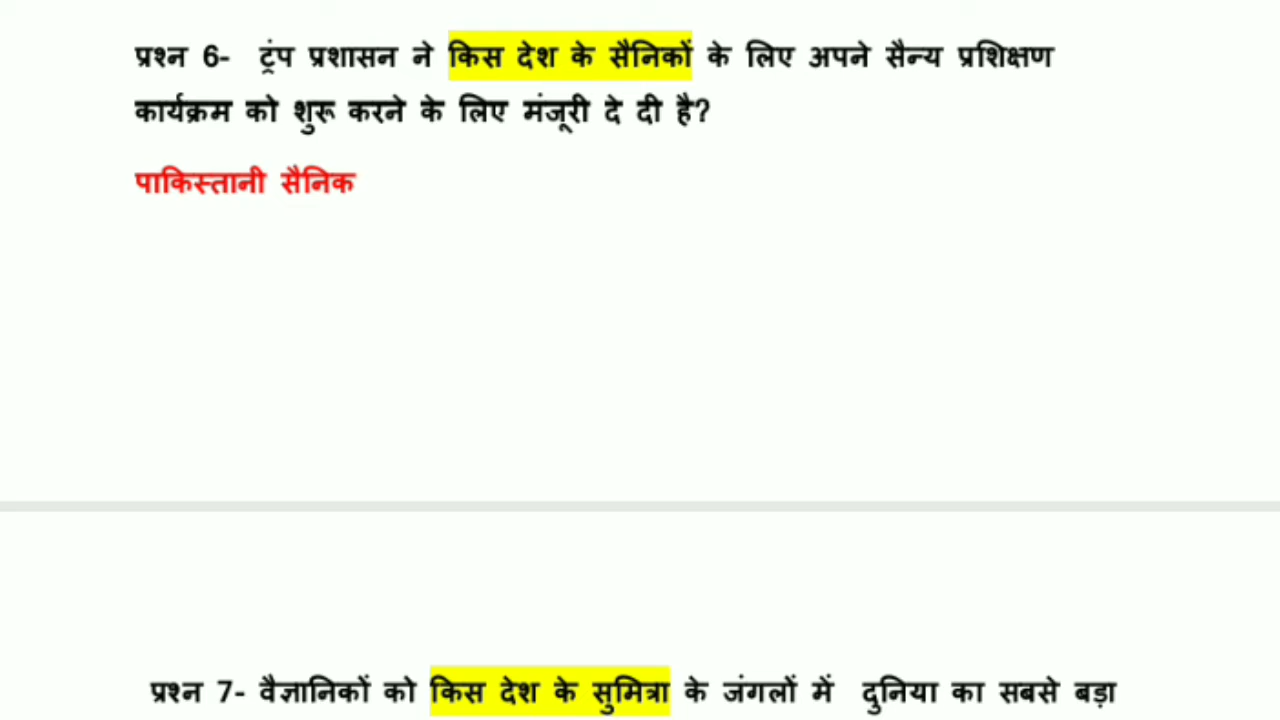 प्रश्न 6- ट्रंप प्रशासन ने किस देश के सैनिकों के लिए अपने सैन्य प्रशिक्षण
कार्यक्रम को शुरू करने के लिए मंजूरी दे दी है?
पाकिस्तानी सैनिक
प्रश्न 7- वैज्ञानिकों को किस देश के सुमित्रा के जंगलों में दुनिया का सबसे बड़ा